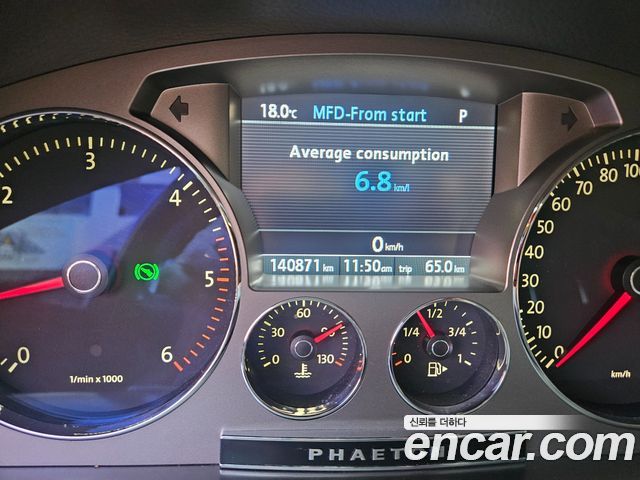 18.0°C MFD-From start P
Average consumption
6.8 km/l
0 km/h
140871 km 11:50 am trip 65.0 km
2 3 4 5 6 0
1/min x 1000
0 30 60 90 130
0 1/4 1/2 3/4 1
0 10 20 30 40 50 60 70 80 100
km/h
신뢰를 더하다
encar.com